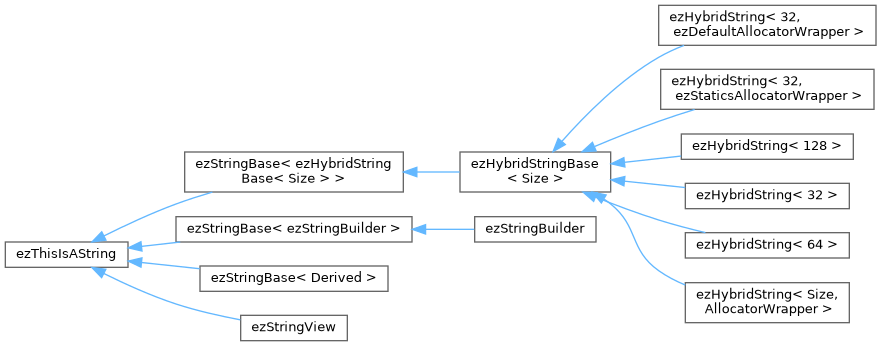 ezThisIsAString
ezStringBase< ezHybridString
Base< Size > >
ezStringBase< ezStringBuilder >
ezStringBase< Derived >
ezStringView
ezHybridStringBase
< Size >
ezStringBuilder
ezHybridString< 32,
ezDefaultAllocatorWrapper >
ezHybridString< 32,
ezStaticsAllocatorWrapper >
ezHybridString< 128 >
ezHybridString< 32 >
ezHybridString< 64 >
ezHybridString< Size,
AllocatorWrapper >